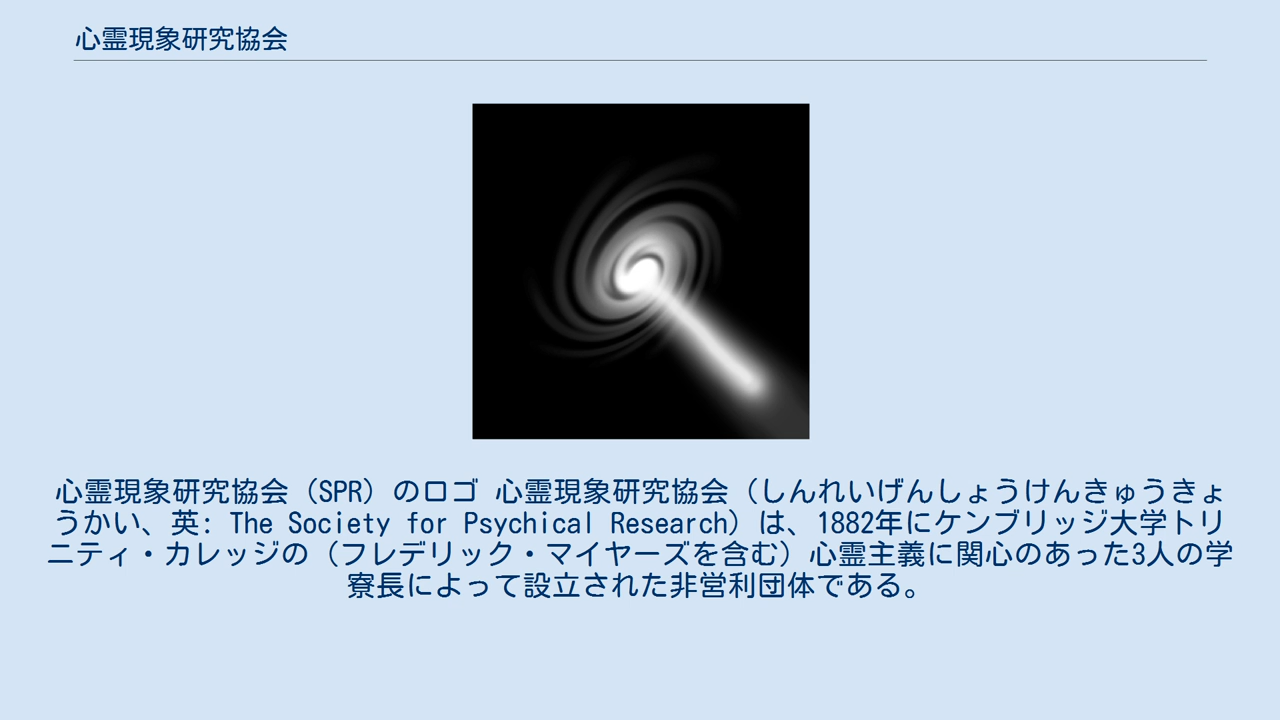 心霊現象研究協会
心霊現象研究協会（SPR）のロゴ 心霊現象研究協会（しんれいげんしょうけんきゅうきょ
うかい、英: The Society for Psychical Research）は、1882年にケンブリッジ大学トリ
ニティ・カレッジの（フレデリック・マイヤーズを含む）心霊主義に関心のあった3人の学
寮長によって設立された非営利団体である。